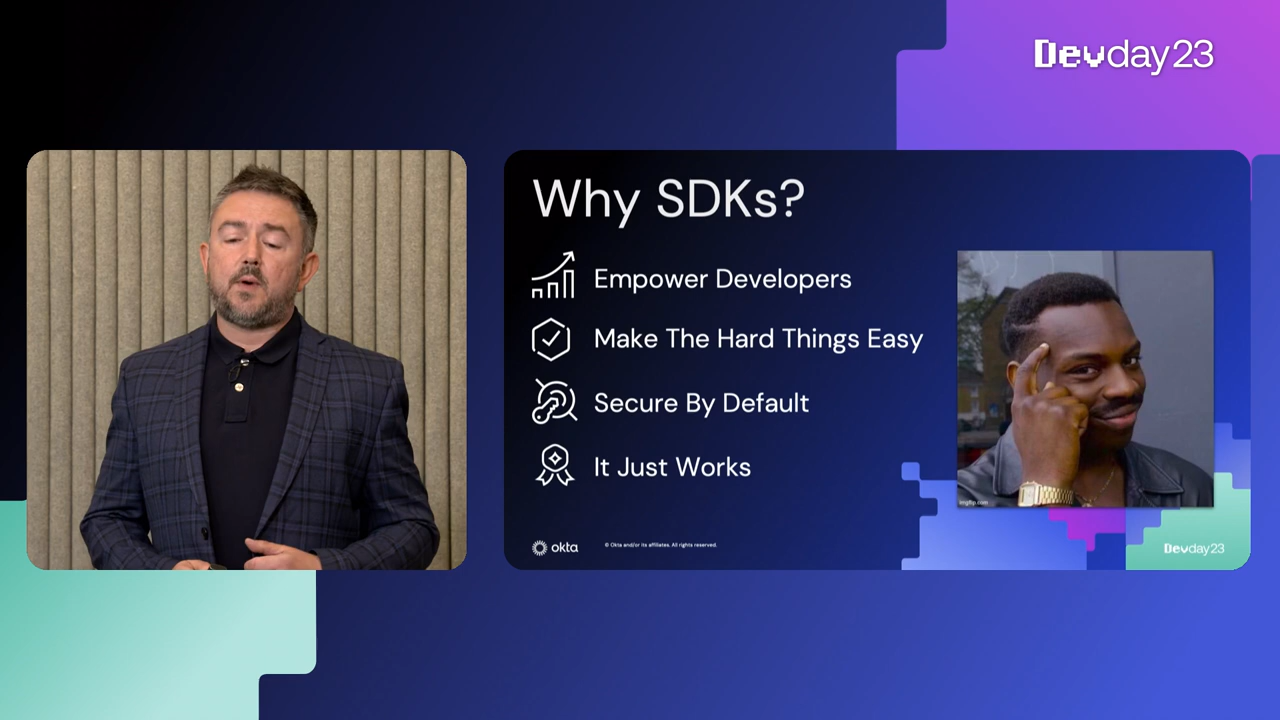 Devday23
Why SDKs?
Empower Developers
Make The Hard Things Easy
Secure By Default
It Just Works
imgflip.com
okta
© Okta and/or its affiliates. All rights reserved.
Devday23